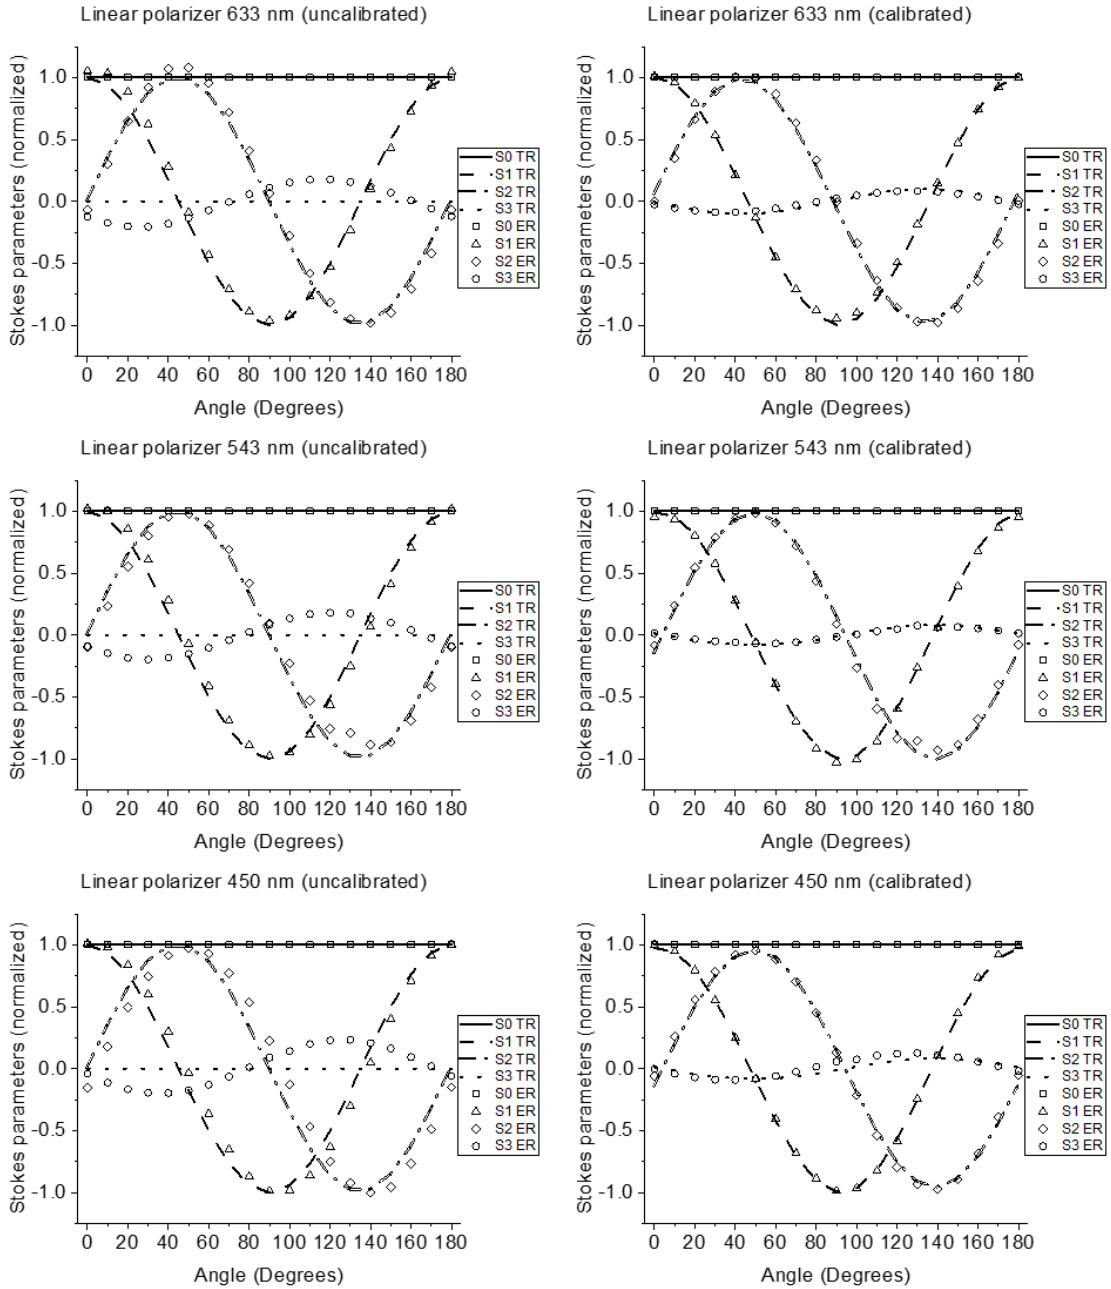 Linear polarizer 633 nm (uncalibrated)
Stokes parameters (normalized)
1.0
0.5
0.0
-0.5
-1.0
0 20 40 60 80 100 120 140 160 180
Angle (Degrees)
S0 TR
S1 TR
S2 TR
S3 TR
S0 ER
S1 ER
S2 ER
S3 ER
Linear polarizer 633 nm (calibrated)
Stokes parameters (normalized)
1.0
0.5
0.0
-0.5
-1.0
0 20 40 60 80 100 120 140 160 180
Angle (Degrees)
S0 TR
S1 TR
S2 TR
S3 TR
S0 ER
S1 ER
S2 ER
S3 ER
Linear polarizer 543 nm (uncalibrated)
Stokes parameters (normalized)
1.0
0.5
0.0
-0.5
-1.0
0 20 40 60 80 100 120 140 160 180
Angle (Degrees)
S0 TR
S1 TR
S2 TR
S3 TR
S0 ER
S1 ER
S2 ER
S3 ER
Linear polarizer 543 nm (calibrated)
Stokes parameters (normalized)
1.0
0.5
0.0
-0.5
-1.0
0 20 40 60 80 100 120 140 160 180
Angle (Degrees)
S0 TR
S1 TR
S2 TR
S3 TR
S0 ER
S1 ER
S2 ER
S3 ER
Linear polarizer 450 nm (uncalibrated)
Stokes parameters (normalized)
1.0
0.5
0.0
-0.5
-1.0
0 20 40 60 80 100 120 140 160 180
Angle (Degrees)
S0 TR
S1 TR
S2 TR
S3 TR
S0 ER
S1 ER
S2 ER
S3 ER
Linear polarizer 450 nm (calibrated)
Stokes parameters (normalized)
1.0
0.5
0.0
-0.5
-1.0
0 20 40 60 80 100 120 140 160 180
Angle (Degrees)
S0 TR
S1 TR
S2 TR
S3 TR
S0 ER
S1 ER
S2 ER
S3 ER